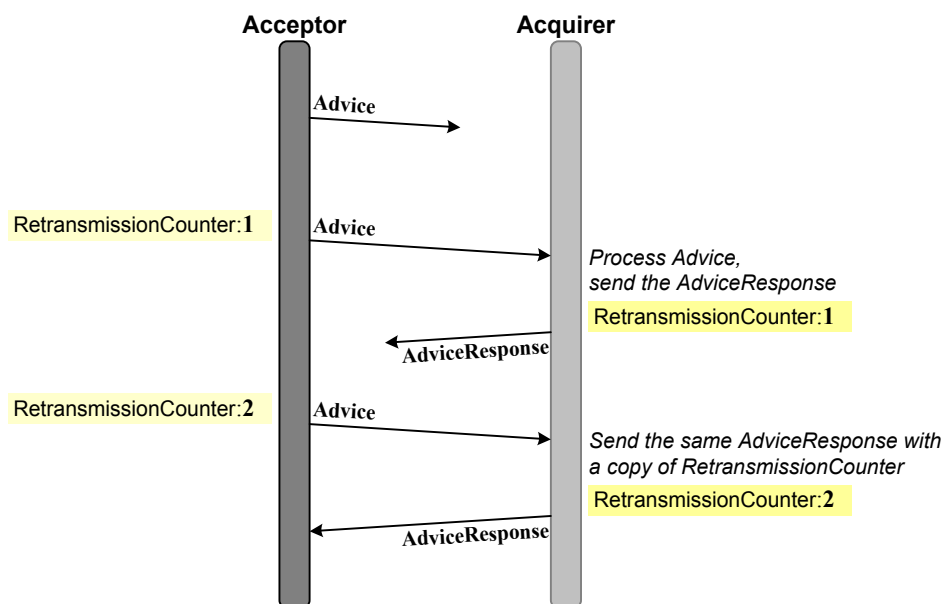 Acceptor
Acquirer
Advice
RetransmissionCounter:1
Advice
Process Advice,
send the AdviceResponse
RetransmissionCounter:1
AdviceResponse
RetransmissionCounter:2
Advice
Send the same AdviceResponse with
a copy of RetransmissionCounter
RetransmissionCounter:2
AdviceResponse